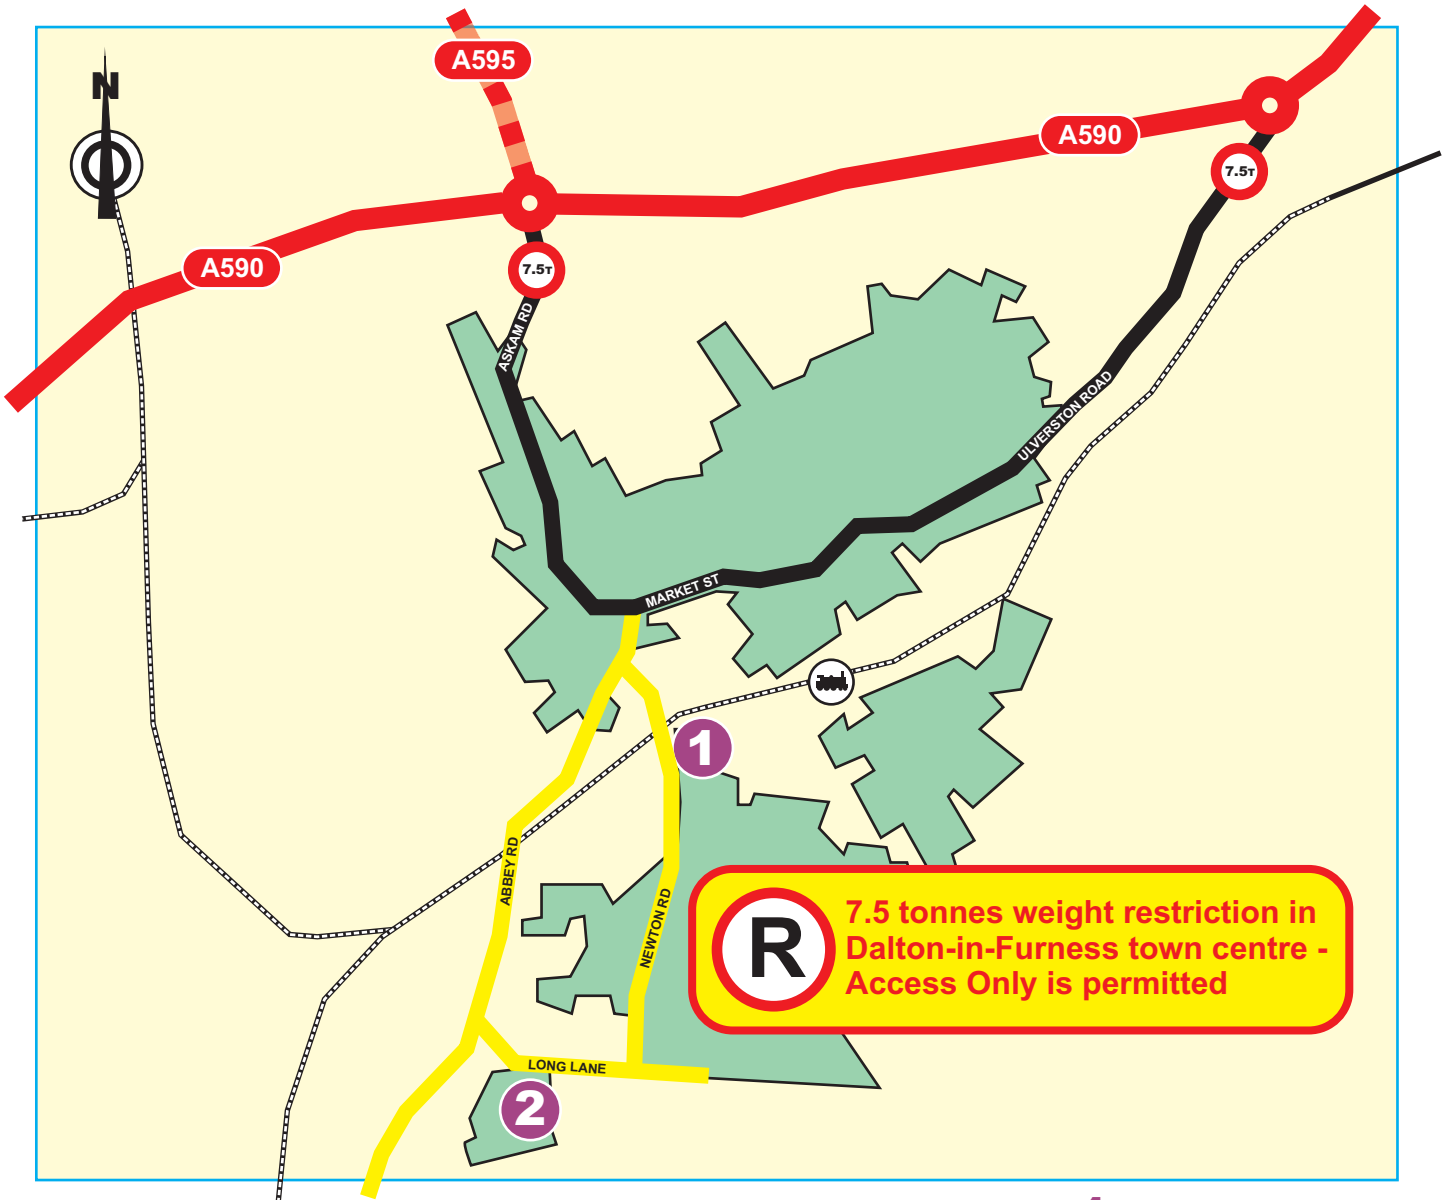 A595
N
A590
7.5T
A590
7.5T
ASKAM RD
ULVERSTON ROAD
MARKET ST
1
ABBEY RD
NEWTON RD
R
7.5 tonnes weight restriction in
Dalton-in-Furness town centre -
Access Only is permitted
LONG LANE
2